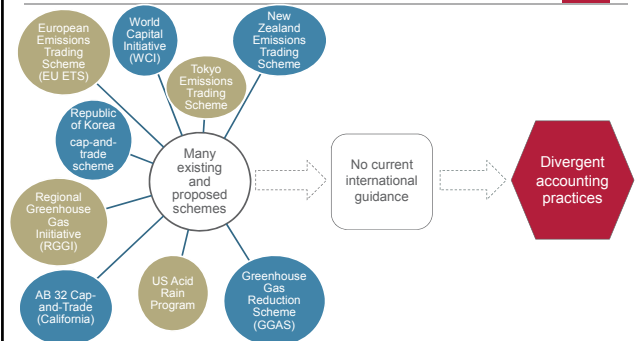 European
Emissions
Trading
Scheme
(EU ETS)
World
Capital
Initiative
(WCI)
New
Zealand
Emissions
Trading
Scheme
Tokyo
Emissions
Trading
Scheme
Republic
of Korea
cap-and-
trade
scheme
Many
existing
and
proposed
schemes
No current
international
guidance
Divergent
accounting
practices
Regional
Greenhouse
Gas
Iniitiative
(RGGI)
AB 32 Cap-
and-Trade
(California)
US Acid
Rain
Program
Greenhouse
Gas
Reduction
Scheme
(GGAS)